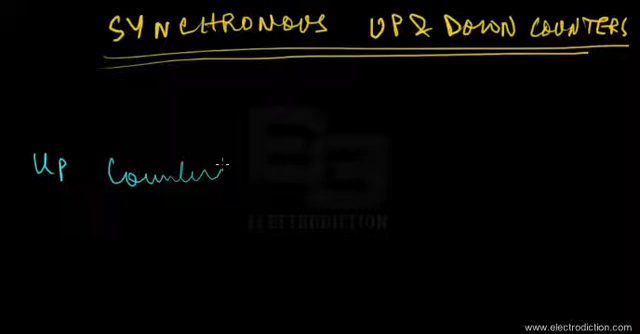 SYNCHRONOUS UP & DOWN COUNTERS
Up Counter
ELECTRODICTION
www.electrodiction.com